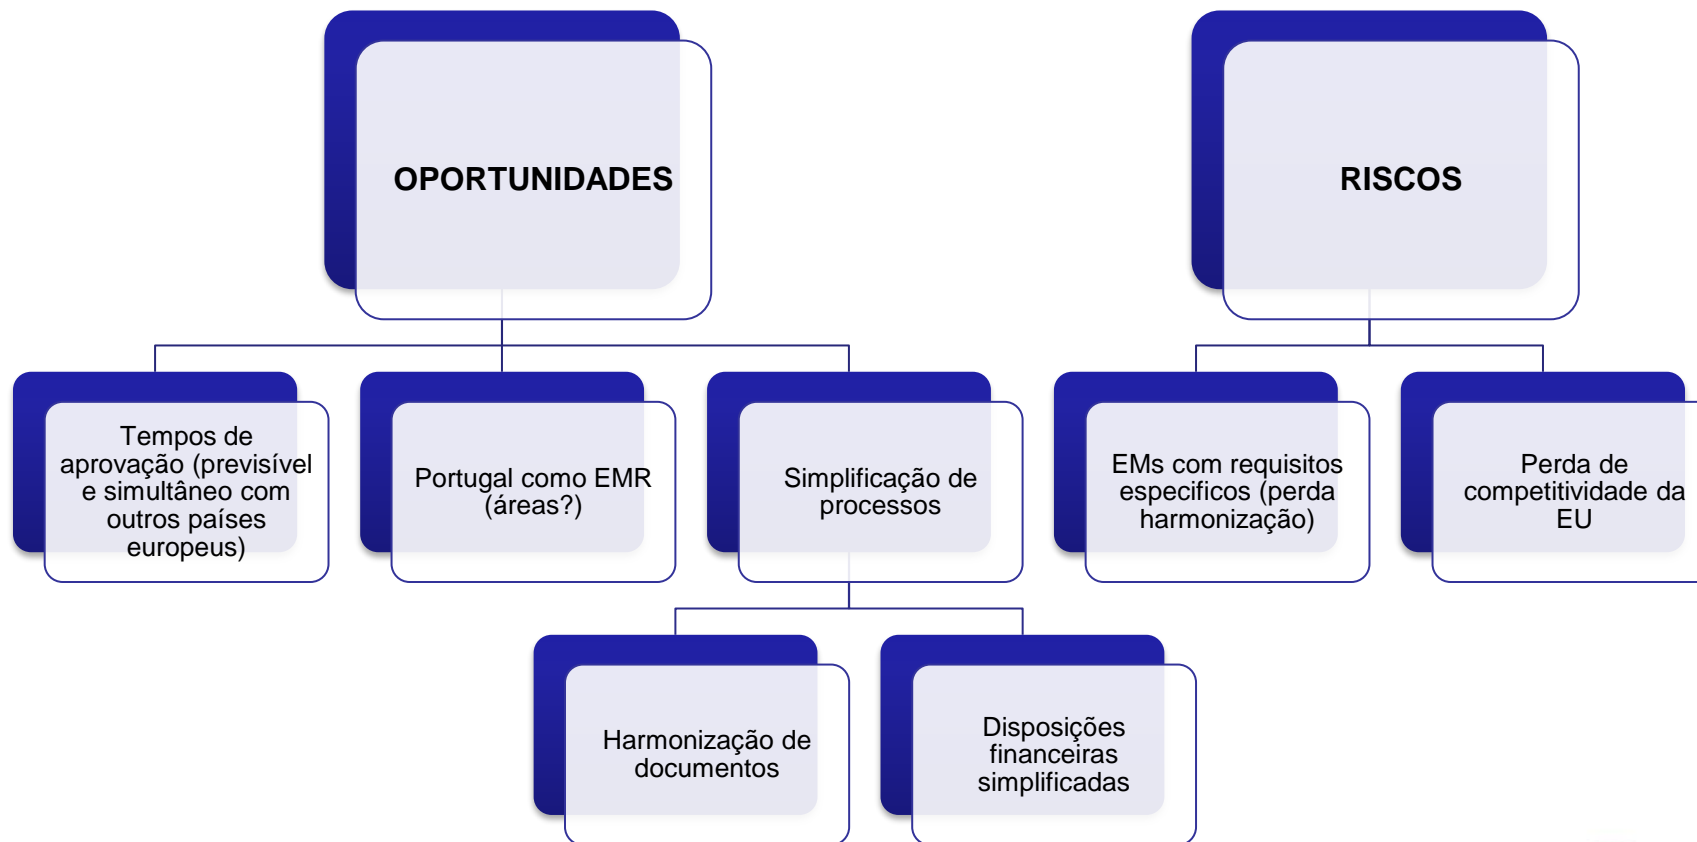 OPORTUNIDADES
RISCOS
Tempos de
aprovação (previsível
e simultâneo com
outros países
europeus)
Portugal como EMR
(áreas?)
Simplificação de
processos
EMs com requisitos
especificos (perda
harmonização)
Perda de
competitividade da
EU
Harmonização de
documentos
Disposições
financeiras
simplificadas